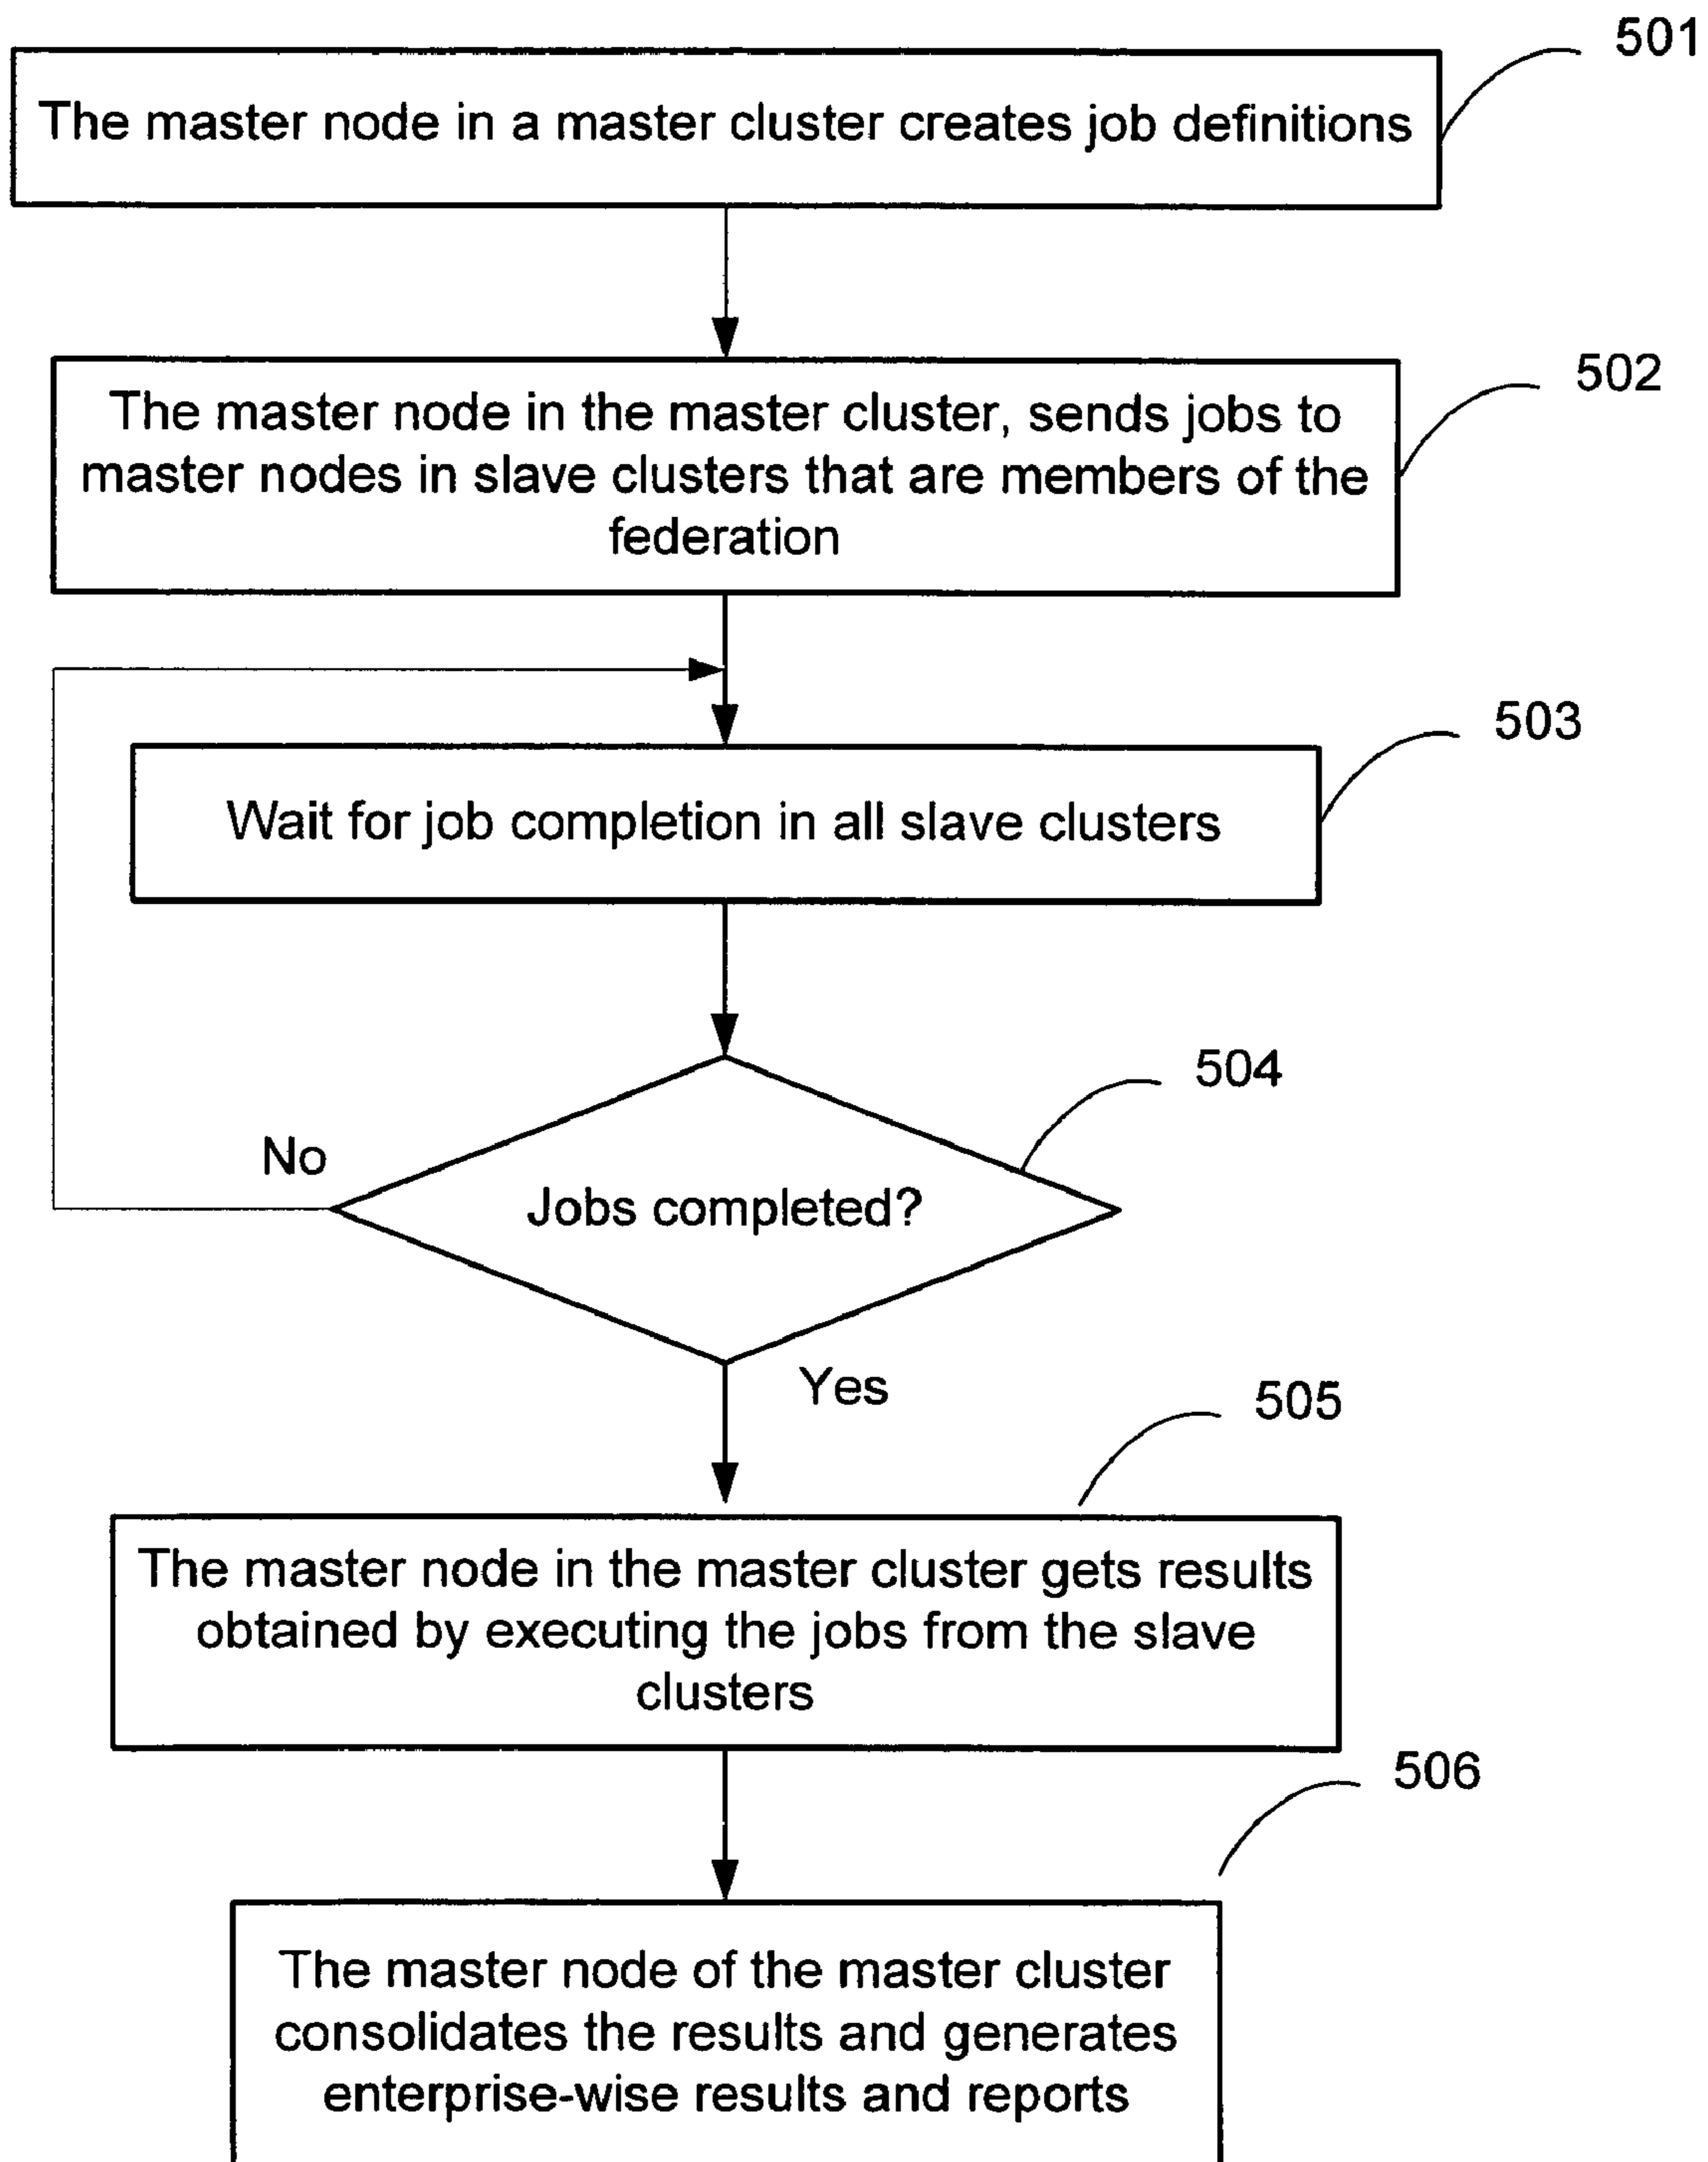 501
The master node in a master cluster creates job definitions
502
The master node in the master cluster, sends jobs to
master nodes in slave clusters that are members of the
federation
503
Wait for job completion in all slave clusters
504
No
Jobs completed?
Yes
505
The master node in the master cluster gets results
obtained by executing the jobs from the slave
clusters
506
The master node of the master cluster
consolidates the results and generates
enterprise-wise results and reports